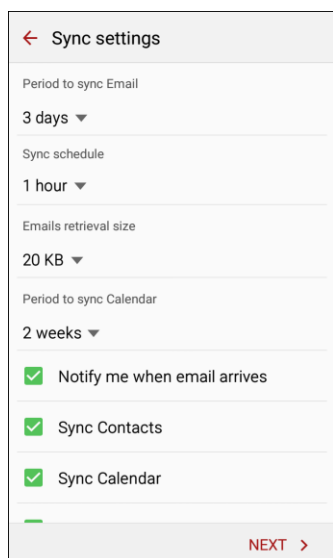 Sync settings
Period to sync Email
3 days
Sync schedule
1 hour
Emails retrieval size
20 KB
Period to sync Calendar
2 weeks
Notify me when email arrives
Sync Contacts
Sync Calendar
NEXT